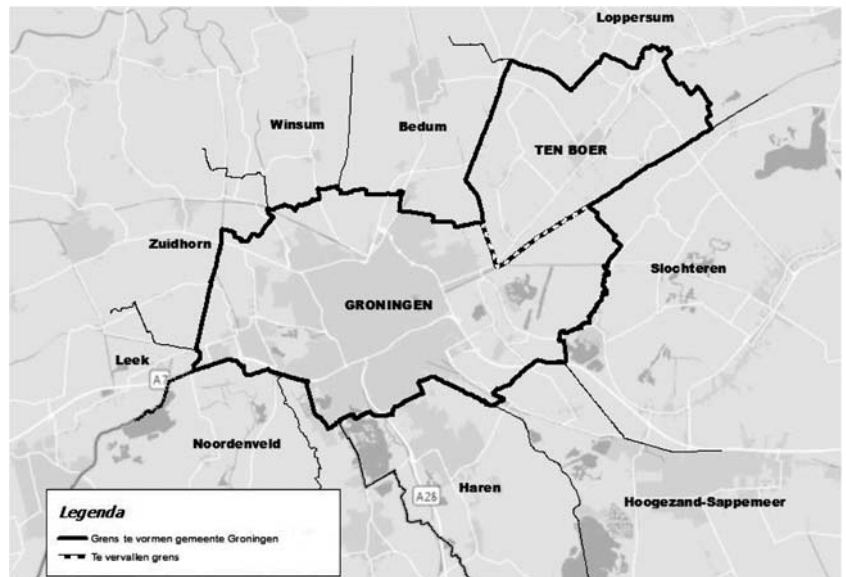 Loppersum
Winsum
Bedum
TEN BOER
Zuidhorn
Slochteren
GRONINGEN
Leek
A7
Noordenveld
Haren
A28
Hoogezand-Sappemeer
Legenda
Grens te vormen gemeente Groningen
Te vervallen grens